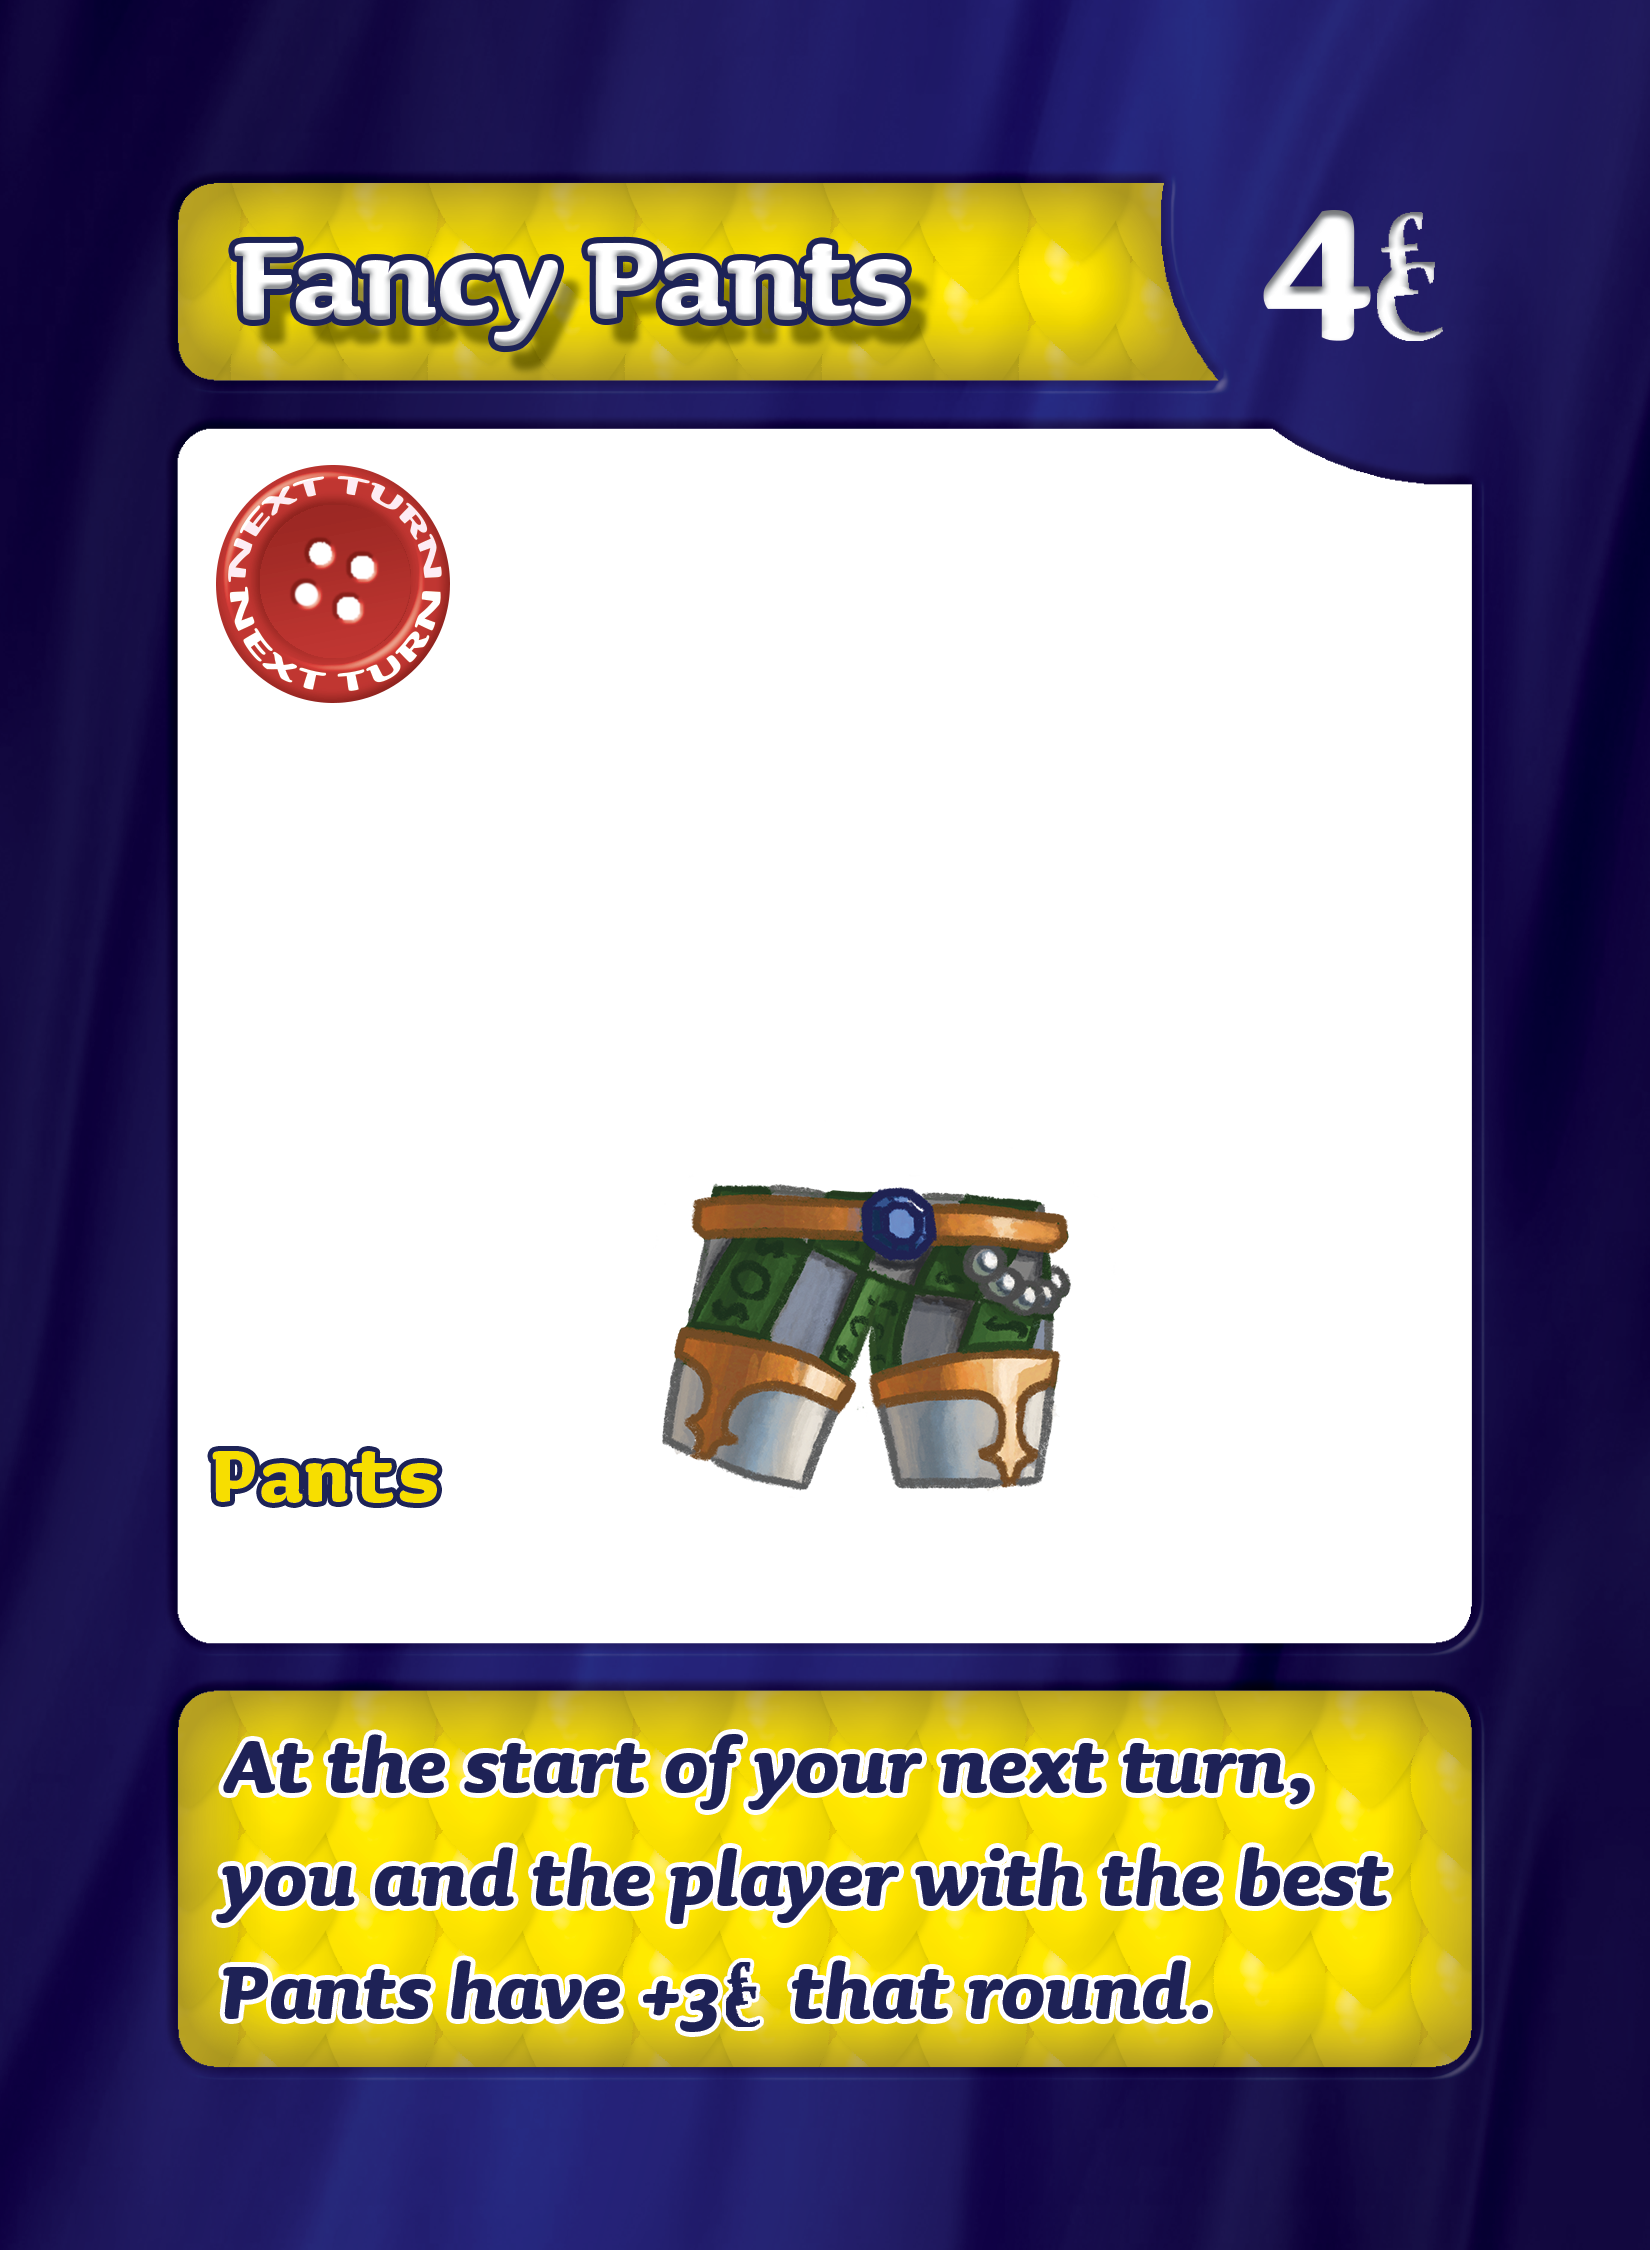 Fancy Pants
4₤
NEXT TURN
NEXT TURN
Pants
At the start of your next turn,
you and the player with the best
Pants have +3₤ that round.